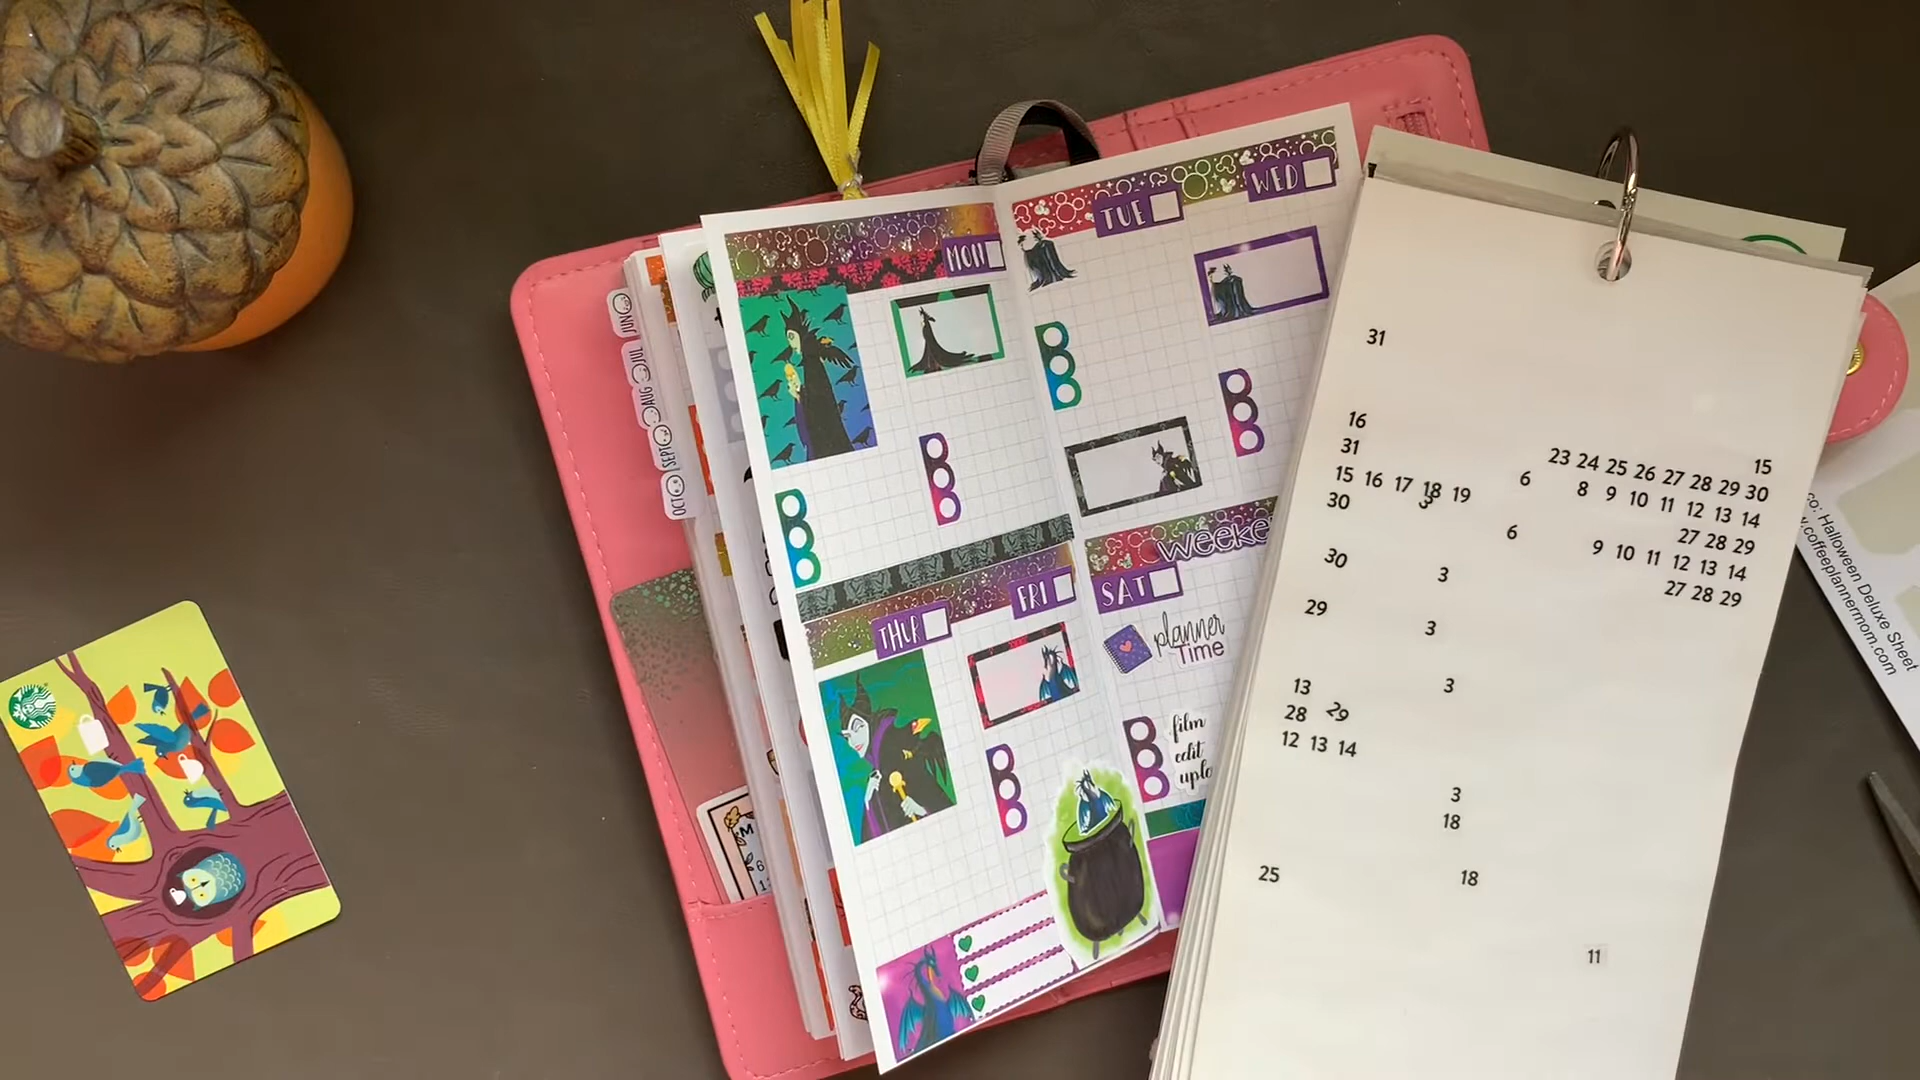 MON
TUE
WED
THUR
FRI
SAT
weeke
planner
Time
film
edit
uplo
JUN
JUL
AUG
SEPT
OCT
31
16
31
15 16 17 18 19
3
30
6
23 24 25 26 27 28 29 30
15
8 9 10 11 12 13 14
27 28 29
6
9 10 11 12 13 14
27 28 29
30
3
29
3
13
3
28 29
12 13 14
3
18
25
18
11
co: Halloween Deluxe Sheet
w.coffeeplannermom.com
M
6